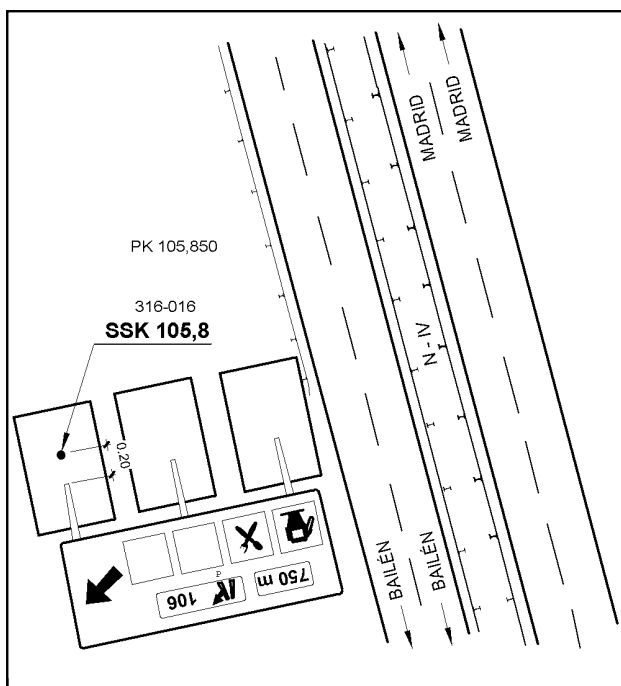 MADRID
MADRID
PK 105,850
316-016
SSK 105,8
N - IV
0,20
BAILÉN
BAILÉN
750 m
106
P